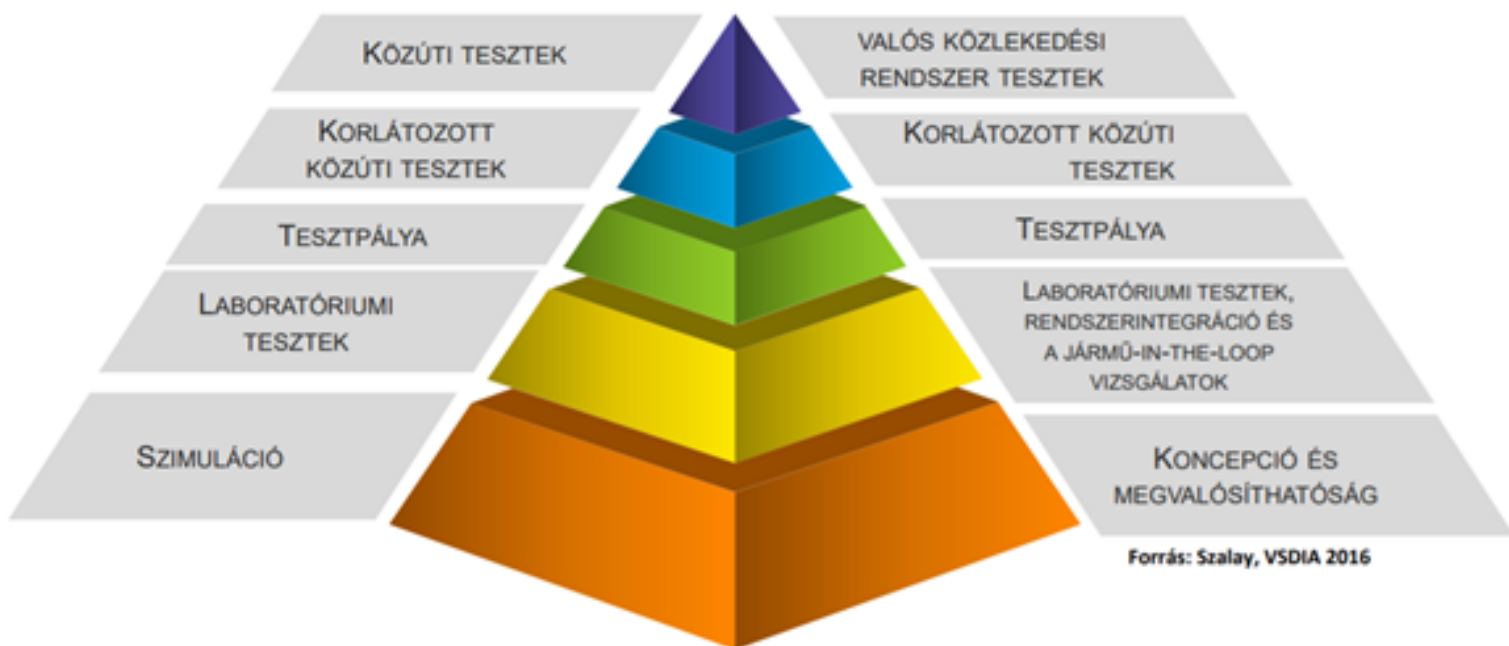 KÖZÚTI TESZTEK
VALÓS KÖZLEKEDÉSI
RENDSZER TESZTEK
KORLÁTOZOTT
KÖZÚTI TESZTEK
KORLÁTOZOTT KÖZÚTI
TESZTEK
TESZTPÁLYA
TESZTPÁLYA
LABORATÓRIUMI
TESZTEK
LABORATÓRIUMI TESZTEK,
RENDSZERINTEGRÁCIÓ ÉS
A JÁRMŰ-IN-THE-LOOP
VIZSGÁLATOK
SZIMULÁCIÓ
KONCEPCIÓ ÉS
MEGVALÓSÍTHATÓSÁG
Forrás: Szalay, VSDIA 2016